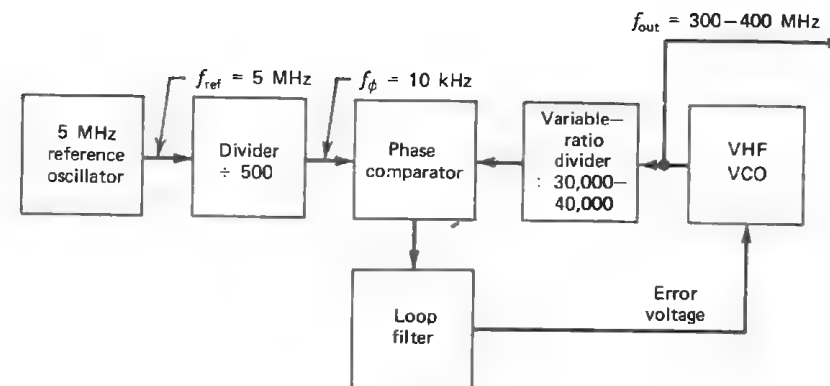 f_out = 300–400 MHz
f_ref = 5 MHz
f_ϕ = 10 kHz
5 MHz
reference
oscillator
Divider
÷ 500
Phase
comparator
Variable–
ratio
divider
: 30,000–
40,000
VHF
VCO
Loop
filter
Error
voltage